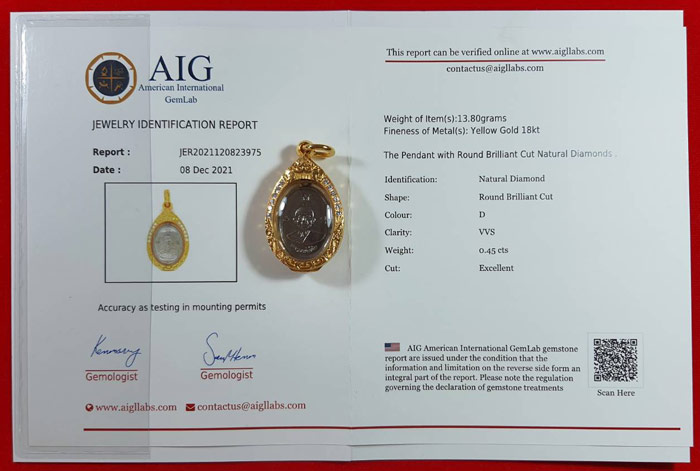 AIG
American International
GemLab
JEWELRY IDENTIFICATION REPORT
Report : JER2021120823975
Date : 08 Dec 2021
Accuracy as testing in mounting permits
Gemologist
Gemologist
www.aigllabs.com contactus@aigllabs.com
This report can be verified online at www.aigllabs.com
contactus@aigllabs.com
Weight of Item(s):13.80grams
Fineness of Metal(s): Yellow Gold 18kt
The Pendant with Round Brilliant Cut Natural Diamonds .
Identification: Natural Diamond
Shape: Round Brilliant Cut
Colour: D
Clarity: VVS
Weight: 0.45 cts
Cut: Excellent
AIG American International GemLab gemstone
report are issued under the condition that the
information and limitation on the reverse side form an
integral part of the report. Please note the regulation
governing the declaration of gemstone treatments
Scan Here